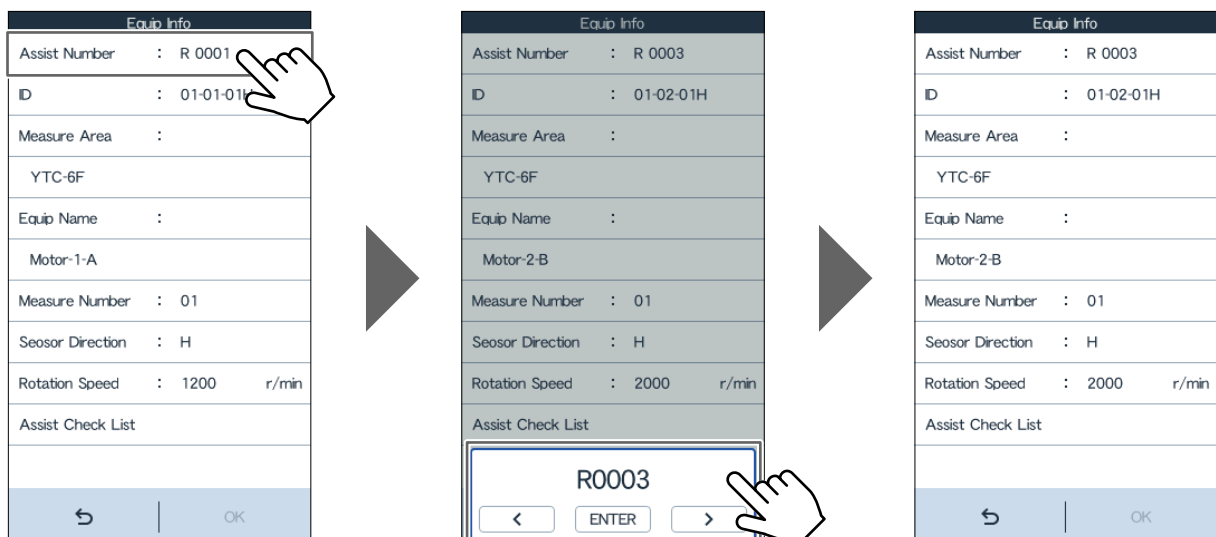 Equip Info
Assist Number : R 0001
ID : 01-01-01H
Measure Area :
YTC-6F
Equip Name :
Motor-1-A
Measure Number : 01
Seosor Direction : H
Rotation Speed : 1200 r/min
Assist Check List
OK
Equip Info
Assist Number : R 0003
ID : 01-02-01H
Measure Area :
YTC-6F
Equip Name :
Motor-2-B
Measure Number : 01
Seosor Direction : H
Rotation Speed : 2000 r/min
Assist Check List
R0003
< ENTER >
Equip Info
Assist Number : R 0003
ID : 01-02-01H
Measure Area :
YTC-6F
Equip Name :
Motor-2-B
Measure Number : 01
Seosor Direction : H
Rotation Speed : 2000 r/min
Assist Check List
OK